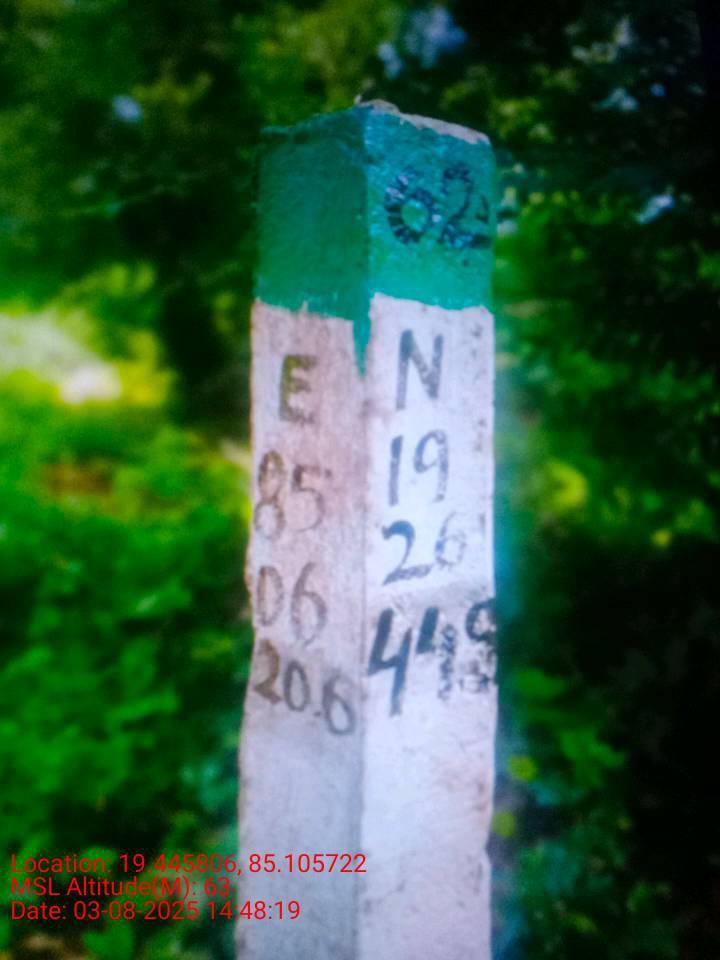 62
E
85
06
20.6
N
19
26
Location: 19.445806, 85.105722
MSL Altitude(M): 63
Date: 03-08-2025 14:48:19